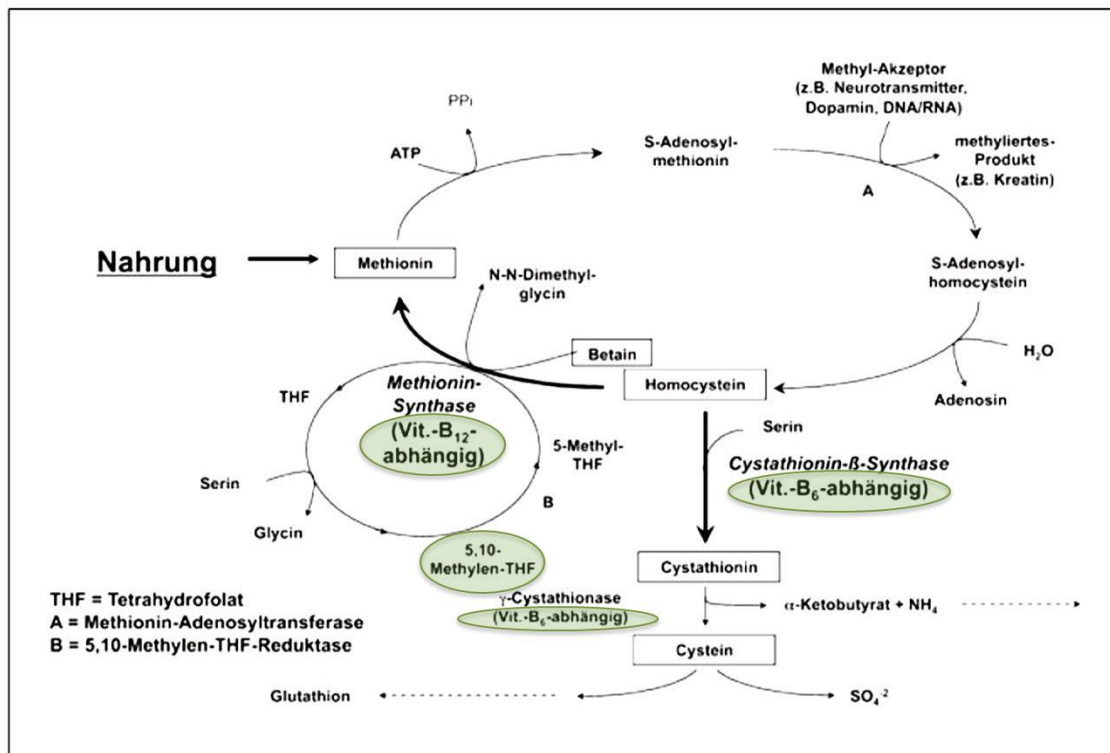 Methyl-Akzeptor
(z.B. Neurotransmitter,
Dopamin, DNA/RNA)
PPi
ATP
S-Adenosyl-
methionin
methyliertes-
Produkt
(z.B. Kreatin)
A
Nahrung
Methionin
N-N-Dimethyl-
glycin
S-Adenosyl-
homocystein
Betain
H₂O
Homocystein
Adenosin
THF
Methionin-
Synthase
(Vit.-B₁₂-
abhängig)
5-Methyl-
THF
Serin
Cystathionin-ß-Synthase
(Vit.-B₆-abhängig)
Serin
Glycin
B
5,10-
Methylen-THF
Cystathionin
γ-Cystathionase
(Vit.-B₆-abhängig)
α-Ketobutyrat + NH₄
THF = Tetrahydrofolat
A = Methionin-Adenosyltransferase
B = 5,10-Methylen-THF-Reduktase
Cystein
Glutathion
SO₄⁻²